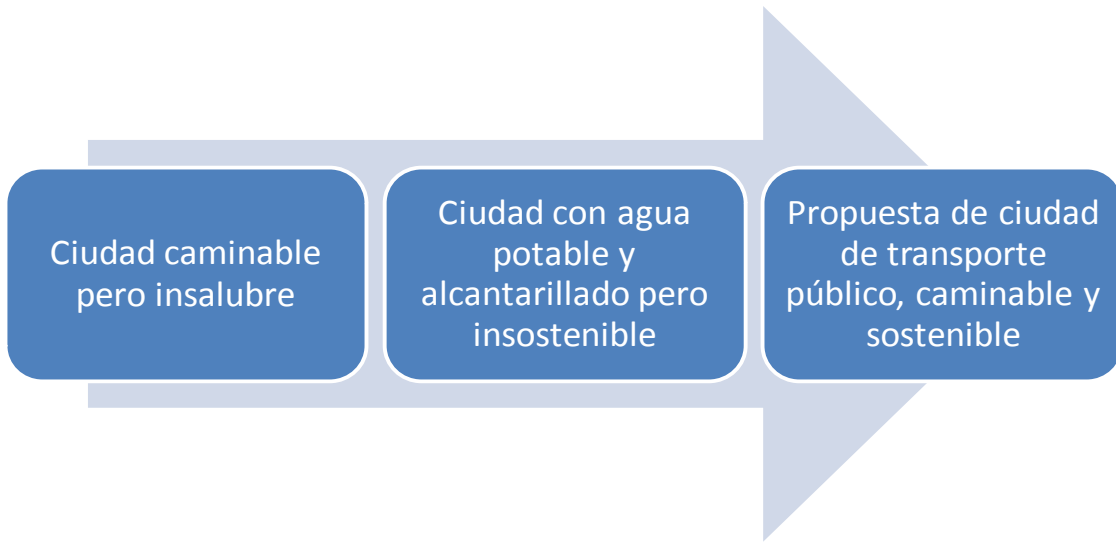 Ciudad caminable
pero insalubre
Ciudad con agua
potable y
alcantarillado pero
insostenible
Propuesta de ciudad
de transporte
público, caminable y
sostenible